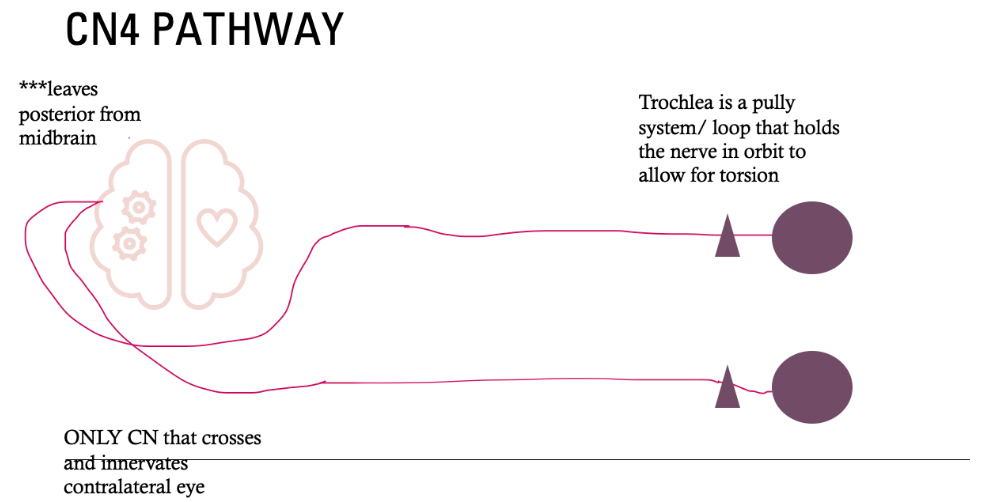 CN4 PATHWAY
***leaves
posterior from
midbrain
Trochlea is a pully
system/ loop that holds
the nerve in orbit to
allow for torsion
ONLY CN that crosses
and innervates
contralateral eye